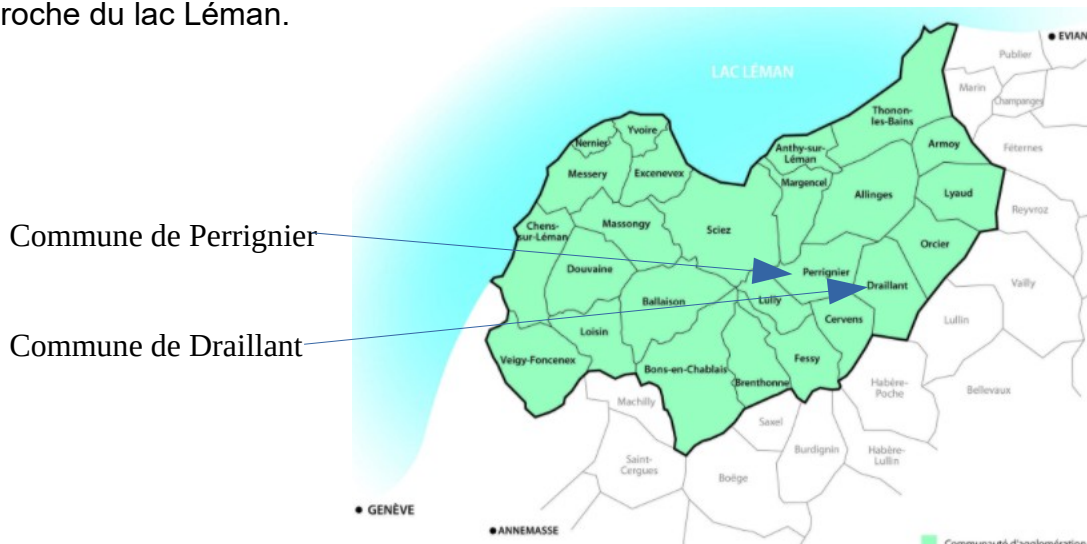 roche du lac Léman.
EVIAN
Publier
LAC LÉMAN
Marin
Champanges
Thonon-
les-Bains
Yvoire
Nernier
Anthy-sur-
Léman
Armoy
Féternes
Messery
Excenevex
Margencel
Allinges
Lyaud
Reyvroz
Commune de Perrignier
Chens-
sur-Léman
Massongy
Sciez
Orcier
Douvaine
Perrignier
Draillant
Vailly
Ballaison
Lully
Commune de Draillant
Loisin
Cervens
Lullin
Veigy-Foncenex
Bons-en-Chablais
Fessy
Brenthonne
Habère-
Poche
Bellevaux
Machilly
Saxel
Burdignin
Habère-
Lullin
Saint-
Cergues
Boëge
GENÈVE
ANNEMASSE
Communauté d'agglomération